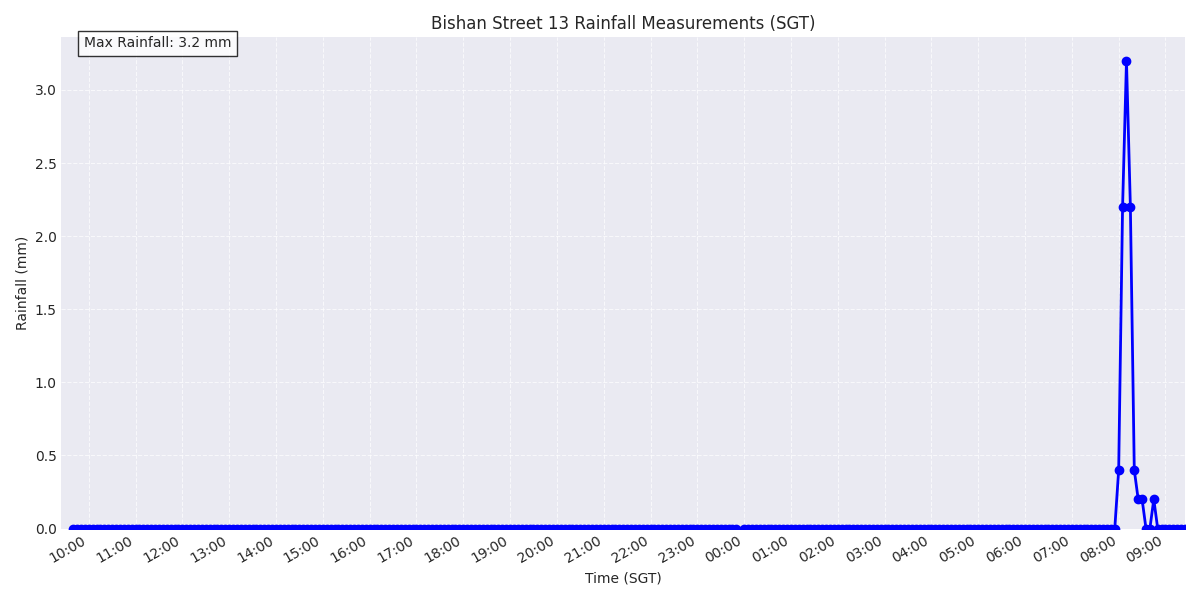 Bishan Street 13 Rainfall Measurements (SGT)
Max Rainfall: 3.2 mm
Rainfall (mm)
3.0
2.5
2.0
1.5
1.0
0.5
0.0
10:00 11:00 12:00 13:00 14:00 15:00 16:00 17:00 18:00 19:00 20:00 21:00 22:00 23:00 00:00 01:00 02:00 03:00 04:00 05:00 06:00 07:00 08:00 09:00
Time (SGT)